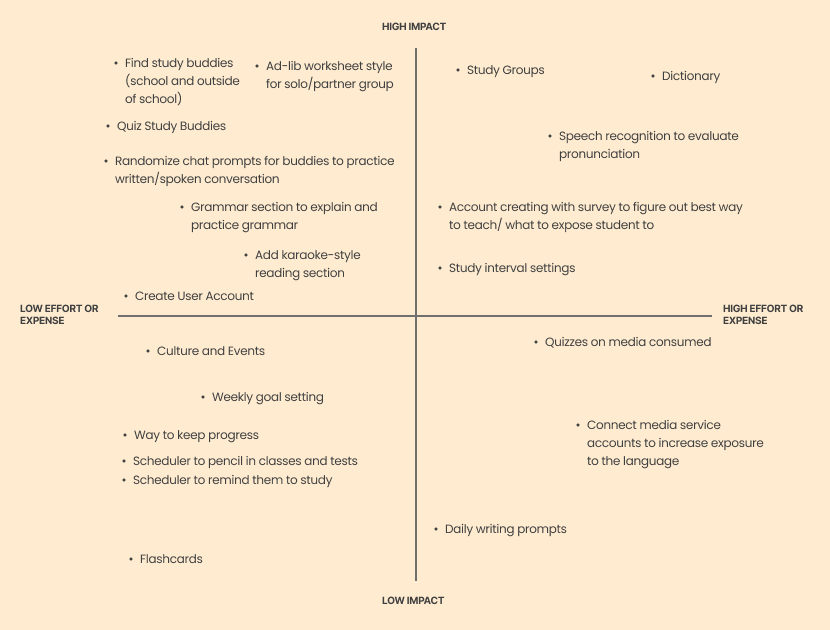 HIGH IMPACT
• Find study buddies
(school and outside
of school)
• Ad-lib worksheet style
for solo/partner group
• Quiz Study Buddies
• Randomize chat prompts for buddies to practice
written/spoken conversation
• Grammar section to explain and
practice grammar
• Add karaoke-style
reading section
• Create User Account
• Study Groups
• Dictionary
• Speech recognition to evaluate
pronunciation
• Account creating with survey to figure out best way
to teach/ what to expose student to
• Study interval settings
LOW EFFORT OR
EXPENSE
HIGH EFFORT OR
EXPENSE
• Culture and Events
• Weekly goal setting
• Way to keep progress
• Scheduler to pencil in classes and tests
• Scheduler to remind them to study
• Flashcards
• Quizzes on media consumed
• Connect media service
accounts to increase exposure
to the language
• Daily writing prompts
LOW IMPACT